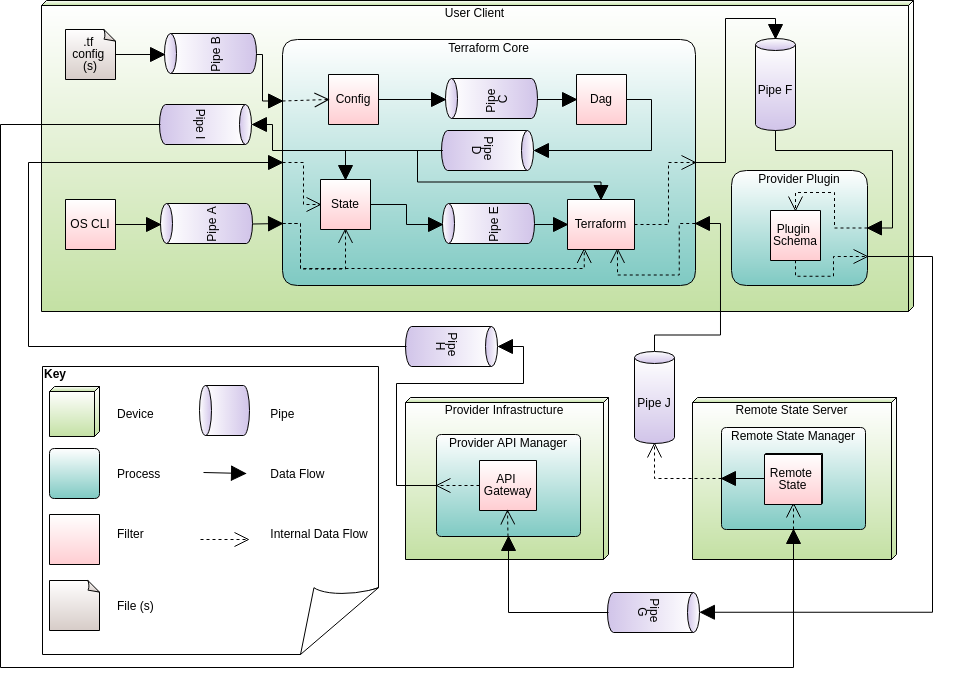 User Client
.tf
config
(s)
Pipe B
Terraform Core
Config
Pipe
C
Dag
Pipe F
Pipe I
Pipe
D
Provider Plugin
OS CLI
Pipe A
State
Pipe E
Terraform
Plugin
Schema
Pipe
H
Key
Device
Pipe
Process
Data Flow
Filter
Internal Data Flow
File (s)
Provider Infrastructure
Provider API Manager
API
Gateway
Pipe J
Remote State Server
Remote State Manager
Remote
State
Pipe
G